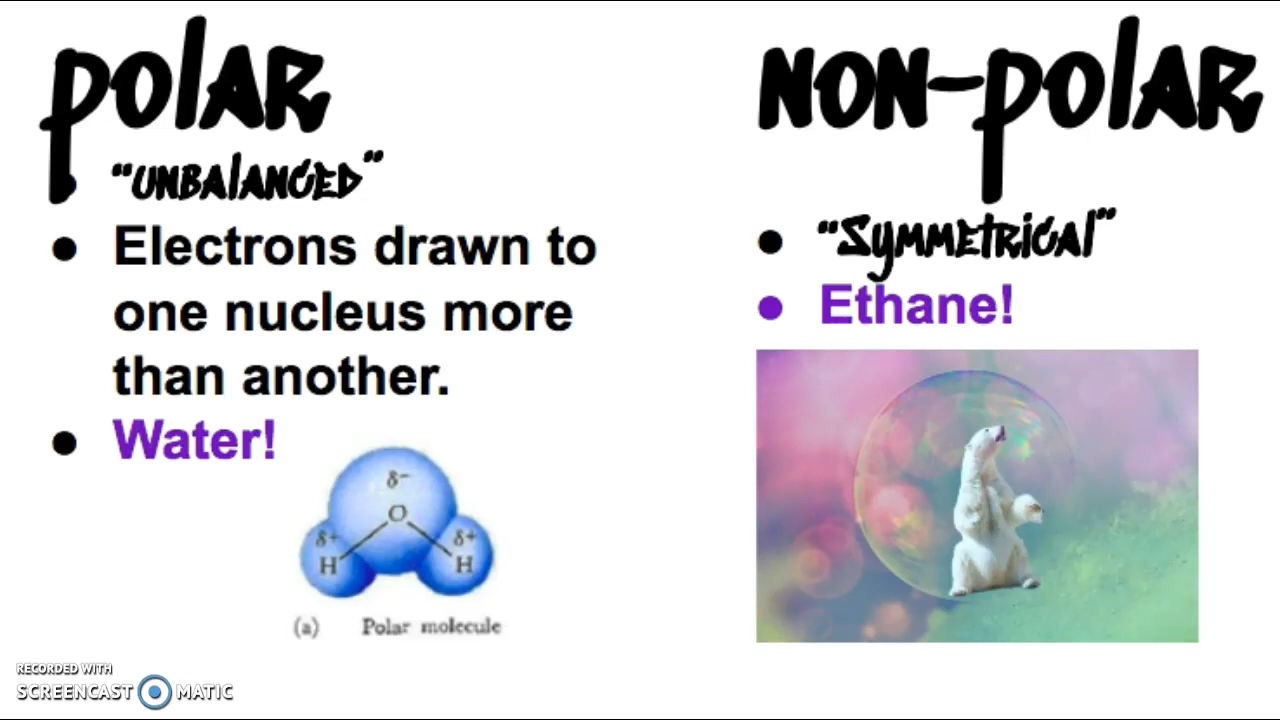 Polar
• "Unbalanced"
• Electrons drawn to
one nucleus more
than another.
• Water!
δ−
O
δ+ δ+
H H
(a) Polar molecule
Non-Polar
• "Symmetrical"
• Ethane!
RECORDED WITH
SCREENCAST MATIC